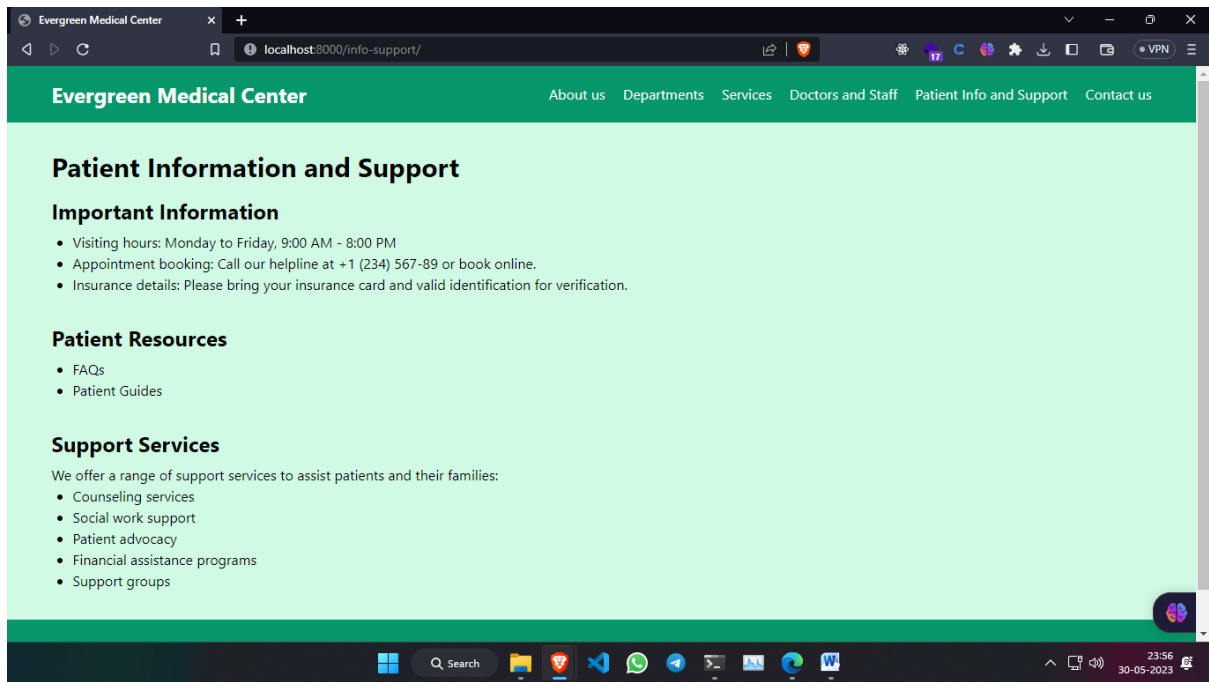 Evergreen Medical Center
localhost:8000/info-support/
17
C
VPN
Evergreen Medical Center
About us Departments Services Doctors and Staff Patient Info and Support Contact us
Patient Information and Support
Important Information
Visiting hours: Monday to Friday, 9:00 AM - 8:00 PM
Appointment booking: Call our helpline at +1 (234) 567-89 or book online.
Insurance details: Please bring your insurance card and valid identification for verification.
Patient Resources
FAQs
Patient Guides
Support Services
We offer a range of support services to assist patients and their families:
Counseling services
Social work support
Patient advocacy
Financial assistance programs
Support groups
Search
W
23:56
30-05-2023